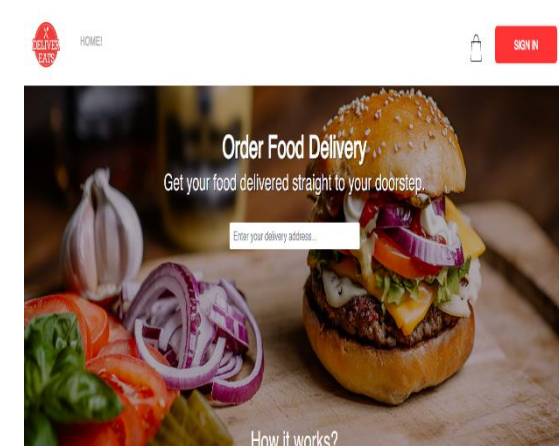 DELIVER
EATS
HOME!
SIGN IN
Order Food Delivery
Get your food delivered straight to your doorstep.
Enter your delivery address...
How it works?